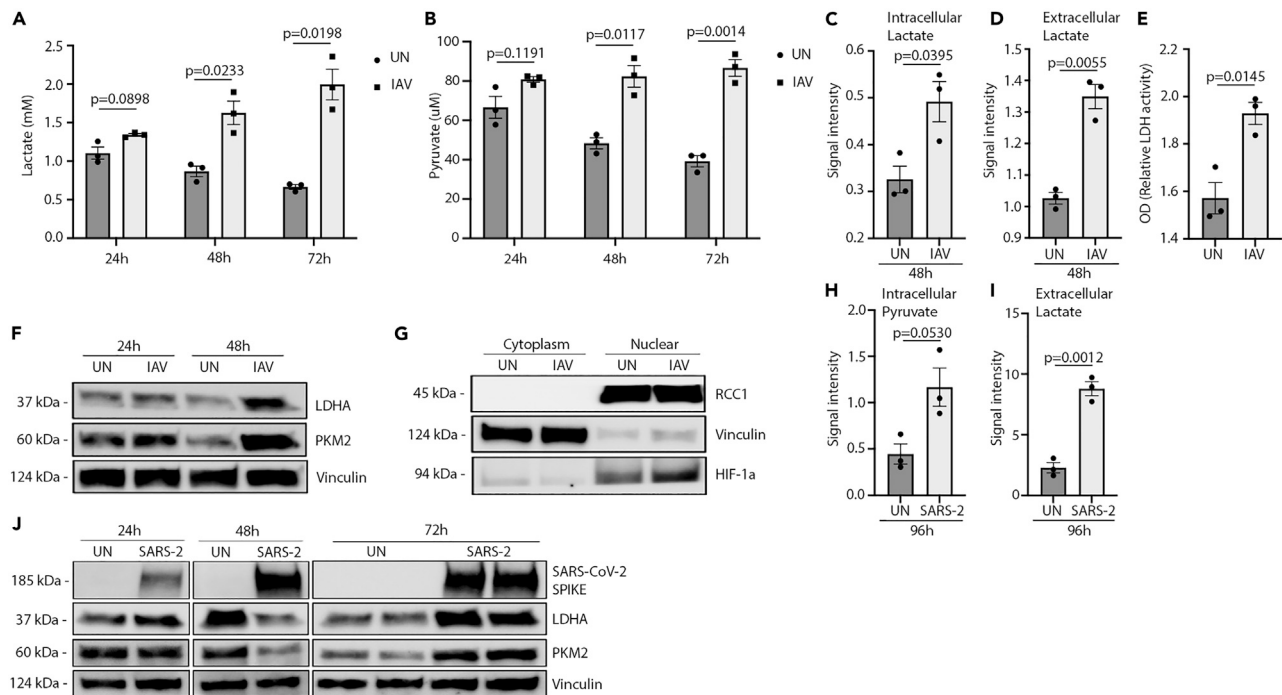 A
Lactate (mM)
2.5
2.0
1.5
1.0
0.5
0.0
p=0.0898
p=0.0233
p=0.0198
UN
IAV
24h
48h
72h
B
Pyruvate (uM)
100
80
60
40
20
0
p=0.1191
p=0.0117
p=0.0014
UN
IAV
24h
48h
72h
C
Intracellular
Lactate
p=0.0395
Signal intensity
0.6
0.5
0.4
0.3
0.2
UN IAV
48h
D
Extracellular
Lactate
p=0.0055
Signal intensity
1.5
1.4
1.3
1.2
1.1
1.0
0.9
UN IAV
48h
E
p=0.0145
OD (Relative LDH activity)
2.2
2.0
1.8
1.6
1.4
UN IAV
F
24h 48h
UN IAV UN IAV
37 kDa - LDHA
60 kDa - PKM2
124 kDa - Vinculin
G
Cytoplasm Nuclear
UN IAV UN IAV
45 kDa - RCC1
124 kDa - Vinculin
94 kDa - HIF-1a
H
Intracellular
Pyruvate
p=0.0530
Signal intensity
2.0
1.5
1.0
0.5
0.0
UN SARS-2
96h
I
Extracellular
Lactate
p=0.0012
Signal intensity
15
10
5
0
UN SARS-2
96h
J
24h 48h 72h
UN SARS-2 UN SARS-2 UN SARS-2
185 kDa - SARS-CoV-2
SPIKE
37 kDa - LDHA
60 kDa - PKM2
124 kDa - Vinculin